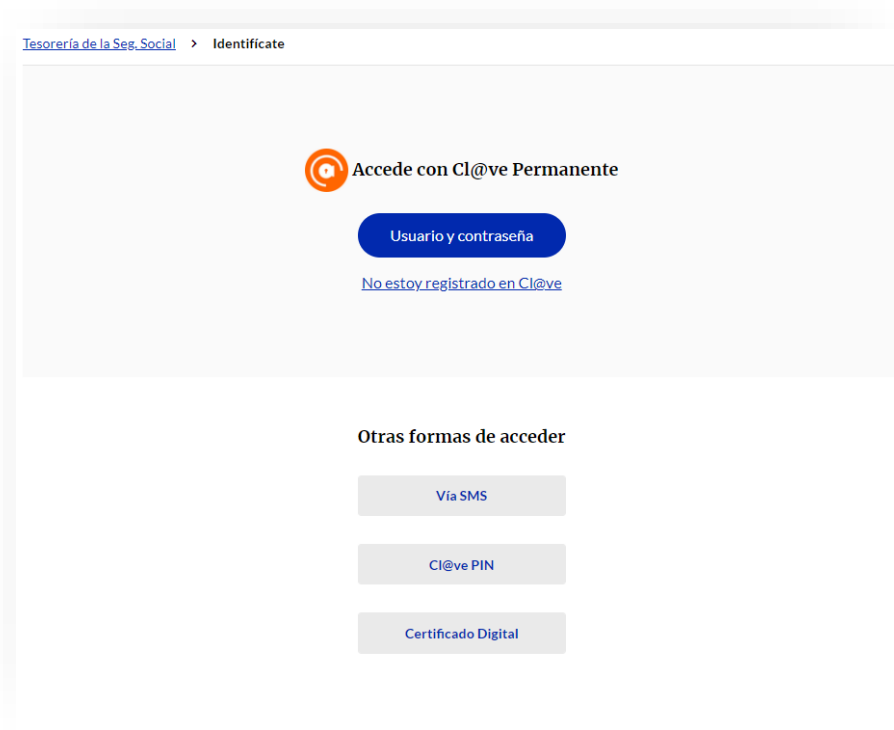 Tesorería de la Seg. Social > Identifícate
Accede con Cl@ve Permanente
Usuario y contraseña
No estoy registrado en Cl@ve
Otras formas de acceder
Vía SMS
Cl@ve PIN
Certificado Digital